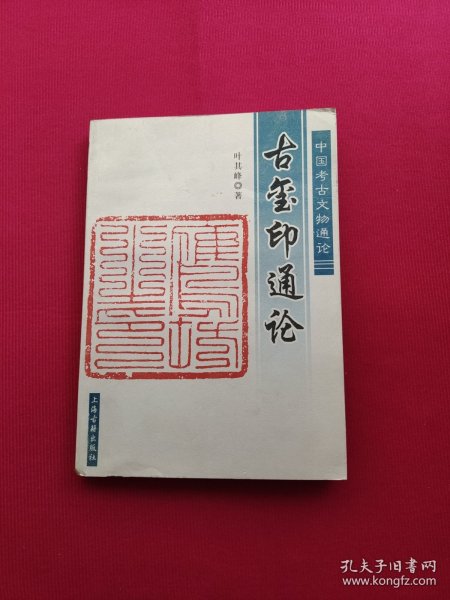 中国考古文物通论
古玺印通论
叶其峰◎著
上海古籍出版社
孔夫子旧书网
www.kongfz.com